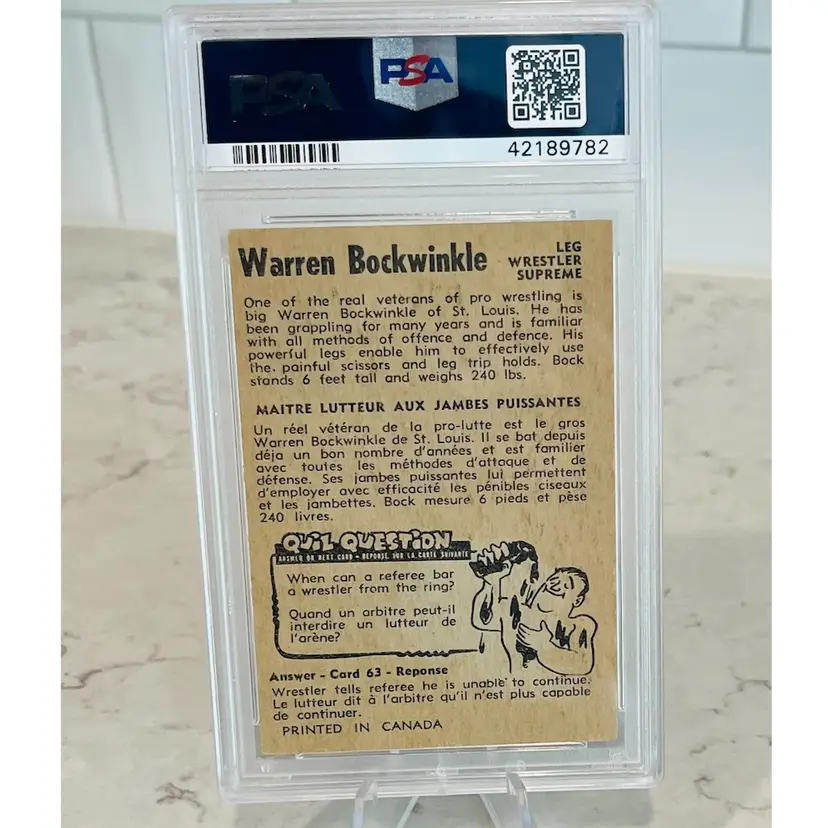 PSA
PSA
42189782
Warren Bockwinkle
LEG
WRESTLER
SUPREME
One of the real veterans of pro wrestling is
big Warren Bockwinkle of St. Louis. He has
been grappling for many years and is familiar
with all methods of offence and defence. His
powerful legs enable him to effectively use
the. painful scissors and leg trip holds. Bock
stands 6 feet tall and weighs 240 lbs.
MAITRE LUTTEUR AUX JAMBES PUISSANTES
Un réel vétéran de la pro-lutte est le gros
Warren Bockwinkle de St. Louis. Il se bat depuis
déja un bon nombre d'années et est familier
avec toutes les méthodes d'attaque et de
défense. Ses jambes puissantes lui permettent
d'employer avec efficacité les pénibles ciseaux
et les jambettes. Bock mesure 6 pieds et pèse
240 livres.
QUIZ QUESTION
ANSWER ON NEXT CARD - REPONSE SUR LA CARTE SUIVANTE
When can a referee bar
a wrestler from the ring?
Quand un arbitre peut-il
interdire un lutteur de
l'arène?
Answer - Card 63 - Reponse
Wrestler tells referee he is unable to continue.
Le lutteur dit à l'arbitre qu'il n'est plus capable
de continuer.
PRINTED IN CANADA